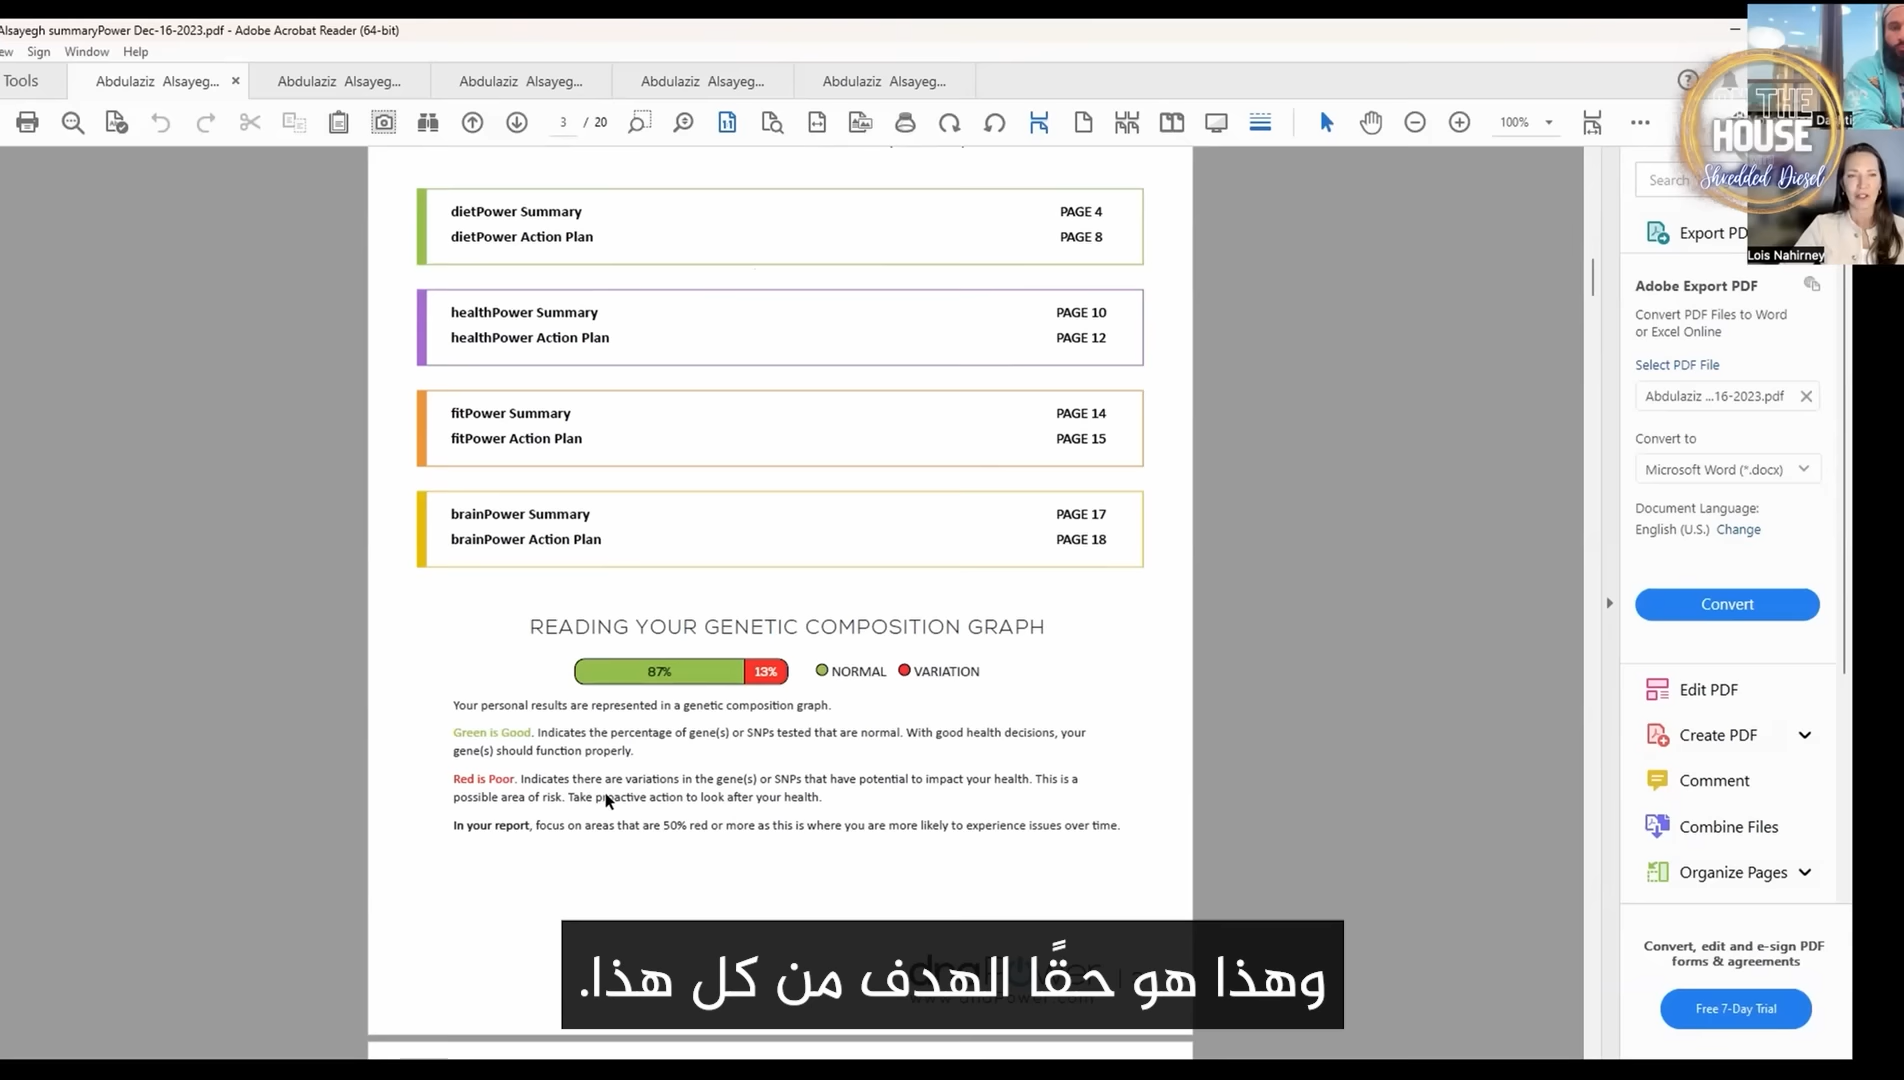 Alsayegh summaryPower Dec-16-2023.pdf - Adobe Acrobat Reader (64-bit)
ew Sign Window Help
Tools Abdulaziz Alsayeg... × Abdulaziz Alsayeg... Abdulaziz Alsayeg... Abdulaziz Alsayeg... Abdulaziz Alsayeg...
3 / 20 100%
THE
HOUSE
Shredded Diesel
Lois Nahirney
dietPower Summary PAGE 4
dietPower Action Plan PAGE 8
healthPower Summary PAGE 10
healthPower Action Plan PAGE 12
fitPower Summary PAGE 14
fitPower Action Plan PAGE 15
brainPower Summary PAGE 17
brainPower Action Plan PAGE 18
READING YOUR GENETIC COMPOSITION GRAPH
87% 13% NORMAL VARIATION
Your personal results are represented in a genetic composition graph.
Green is Good. Indicates the percentage of gene(s) or SNPs tested that are normal. With good health decisions, your
gene(s) should function properly.
Red is Poor. Indicates there are variations in the gene(s) or SNPs that have potential to impact your health. This is a
possible area of risk. Take proactive action to look after your health.
In your report, focus on areas that are 50% red or more as this is where you are more likely to experience issues over time.
وهذا هو حقًا الهدف من كل هذا.
Search
Export PD
Adobe Export PDF
Convert PDF Files to Word
or Excel Online
Select PDF File
Abdulaziz ...16-2023.pdf
Convert to
Microsoft Word (*.docx)
Document Language:
English (U.S.) Change
Convert
Edit PDF
Create PDF
Comment
Combine Files
Organize Pages
Convert, edit and e-sign PDF
forms & agreements
Free 7-Day Trial